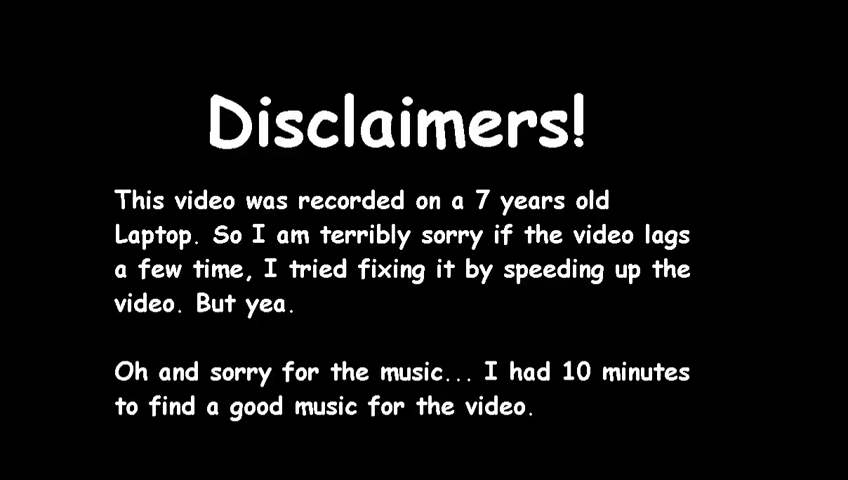 Disclaimers!
This video was recorded on a 7 years old
Laptop. So I am terribly sorry if the video lags
a few time, I tried fixing it by speeding up the
video. But yea.
Oh and sorry for the music... I had 10 minutes
to find a good music for the video.